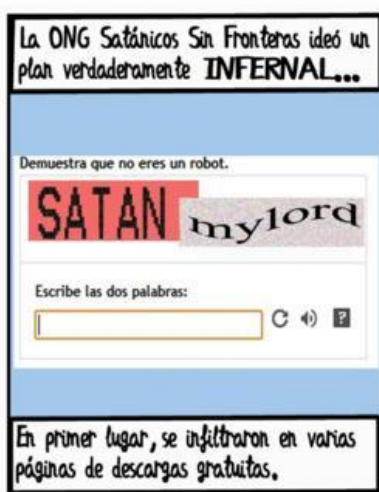 La ONG Satánicos Sin Fronteras ideó un
plan verdaderamente INFERNAL...
Demuestra que no eres un robot.
SATAN mylord
Escribe las dos palabras:
?
En primer lugar, se infiltraron en varias
páginas de descargas gratuitas.